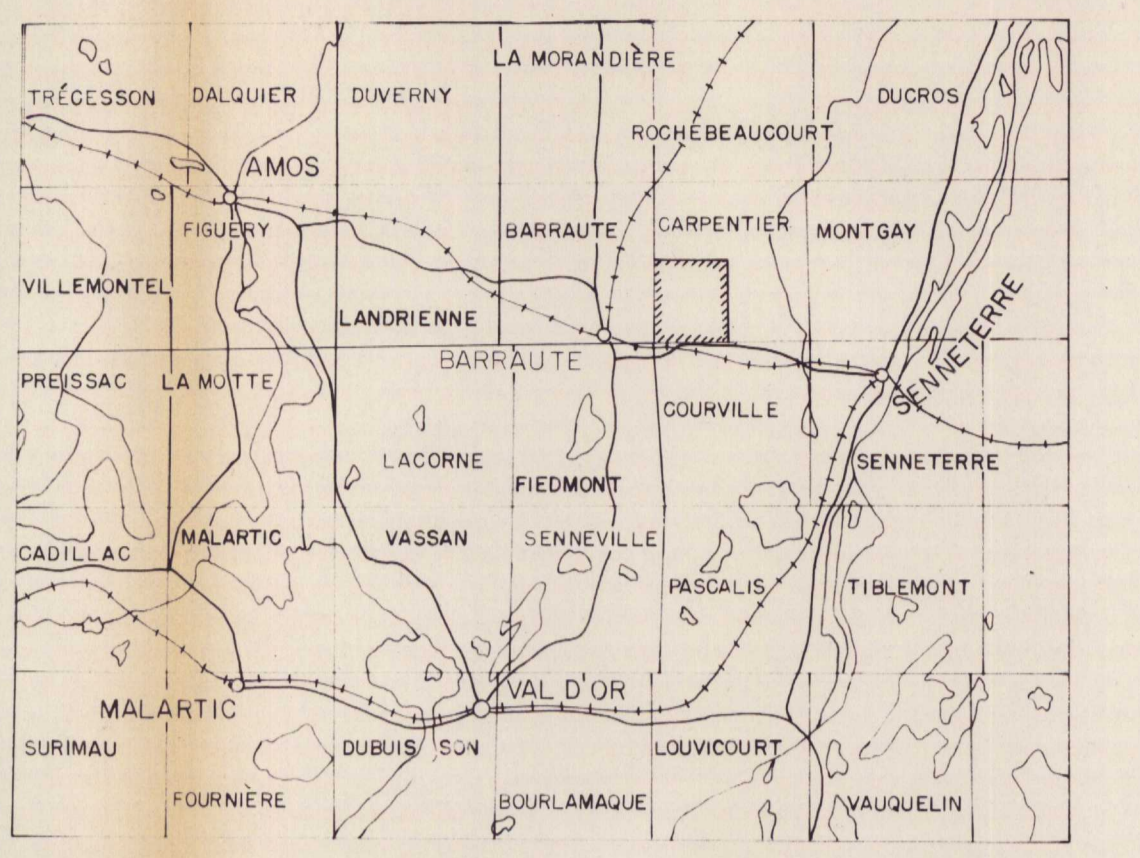 LA MORANDIÈRE
TRÉCESSON
DALQUIER
DUVERNY
DUCROS
ROCHEBEAUCOURT
AMOS
FIGUERY
BARRAUTE
CARPENTIER
MONTGAY
VILLEMONTEL
LANDRIENNE
SENNETERRE
BARRAUTE
PREISSAC
LA MOTTE
COURVILLE
LACORNE
SENNETERRE
FIEDMONT
CADILLAC
MALARTIC
VASSAN
SENNEVILLE
PASCALIS
TIBLEMONT
MALARTIC
VAL D'OR
SURIMAU
DUBUIS SON
LOUVICOURT
FOURNIÈRE
BOURLAMAQUE
VAUQUELIN